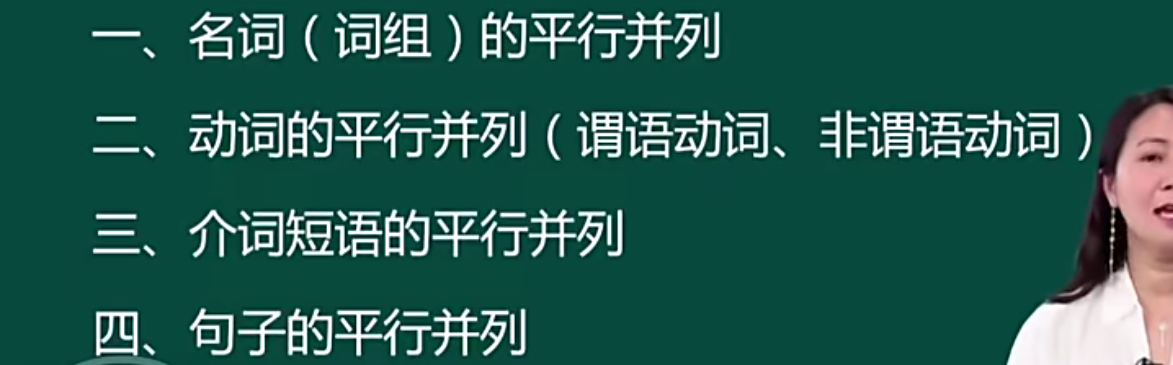 一、名词（词组）的平行并列
二、动词的平行并列（谓语动词、非谓语动词）
三、介词短语的平行并列
四、句子的平行并列